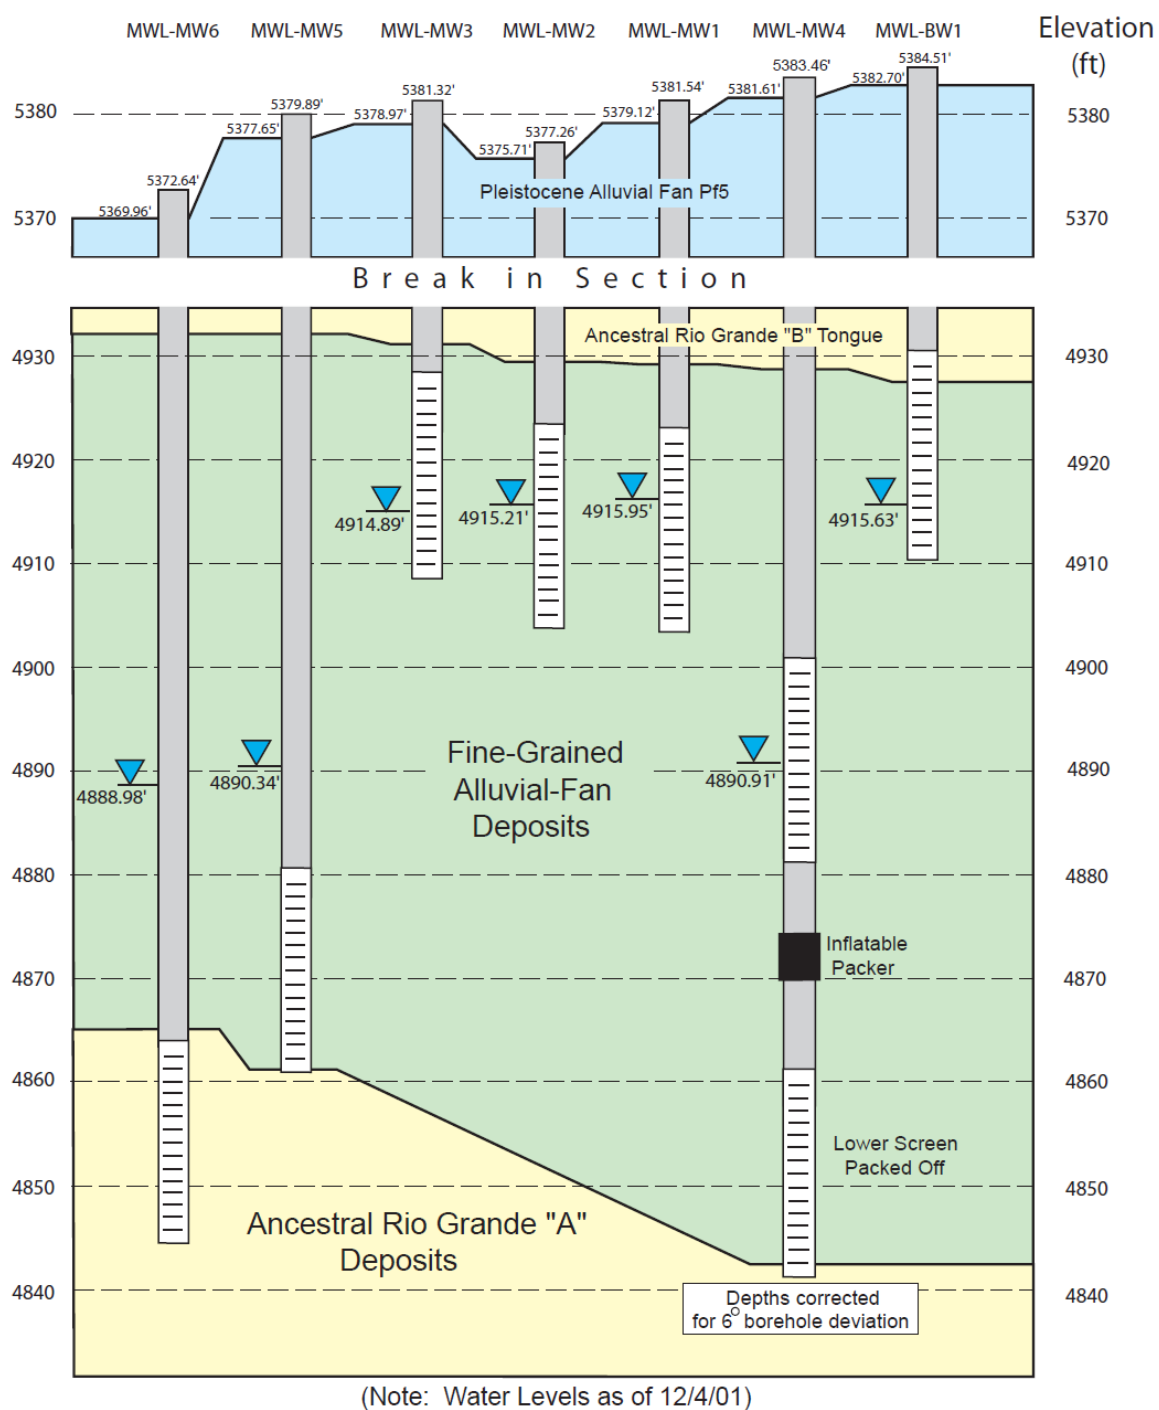 MWL-MW6 MWL-MW5 MWL-MW3 MWL-MW2 MWL-MW1 MWL-MW4 MWL-BW1 Elevation
(ft)
5384.51'
5383.46'
5381.32' 5381.54' 5382.70'
5379.89' 5381.61'
5380 5378.97' 5379.12' 5380
5377.65' 5377.26'
5375.71'
5372.64' Pleistocene Alluvial Fan Pf5
5370 5369.96' 5370
Break in Section
Ancestral Rio Grande "B" Tongue
4930 4930
4920 4920
4914.89' 4915.21' 4915.95' 4915.63'
4910 4910
4900 4900
Fine-Grained
Alluvial-Fan
Deposits
4890 4890
4888.98' 4890.34' 4890.91'
4880 4880
Inflatable
Packer
4870 4870
4860 4860
Lower Screen
Packed Off
4850 4850
Ancestral Rio Grande "A"
Deposits
4840 4840
Depths corrected
for 6° borehole deviation
(Note: Water Levels as of 12/4/01)